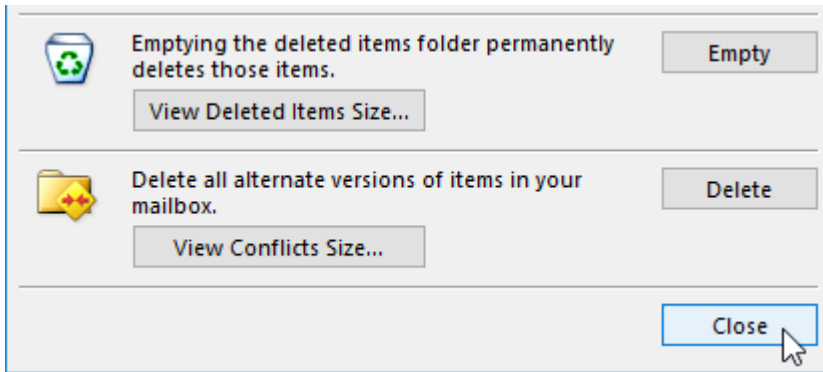 Emptying the deleted items folder permanently
deletes those items.
Empty
View Deleted Items Size...
Delete all alternate versions of items in your
mailbox.
Delete
View Conflicts Size...
Close